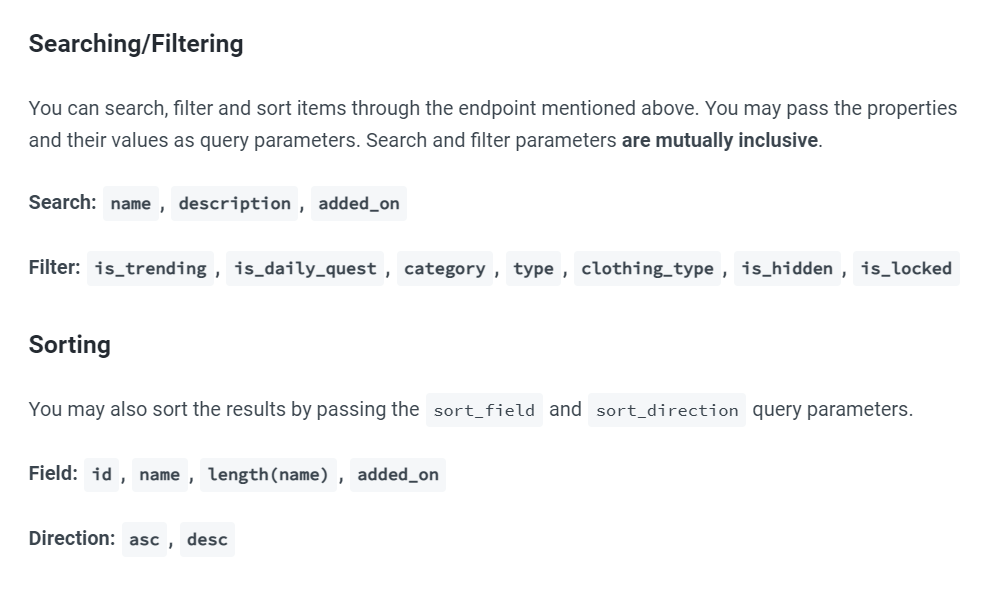 Searching/Filtering
You can search, filter and sort items through the endpoint mentioned above. You may pass the properties
and their values as query parameters. Search and filter parameters are mutually inclusive.
Search: name , description , added_on
Filter: is_trending , is_daily_quest , category , type , clothing_type , is_hidden , is_locked
Sorting
You may also sort the results by passing the sort_field and sort_direction query parameters.
Field: id , name , length(name) , added_on
Direction: asc , desc